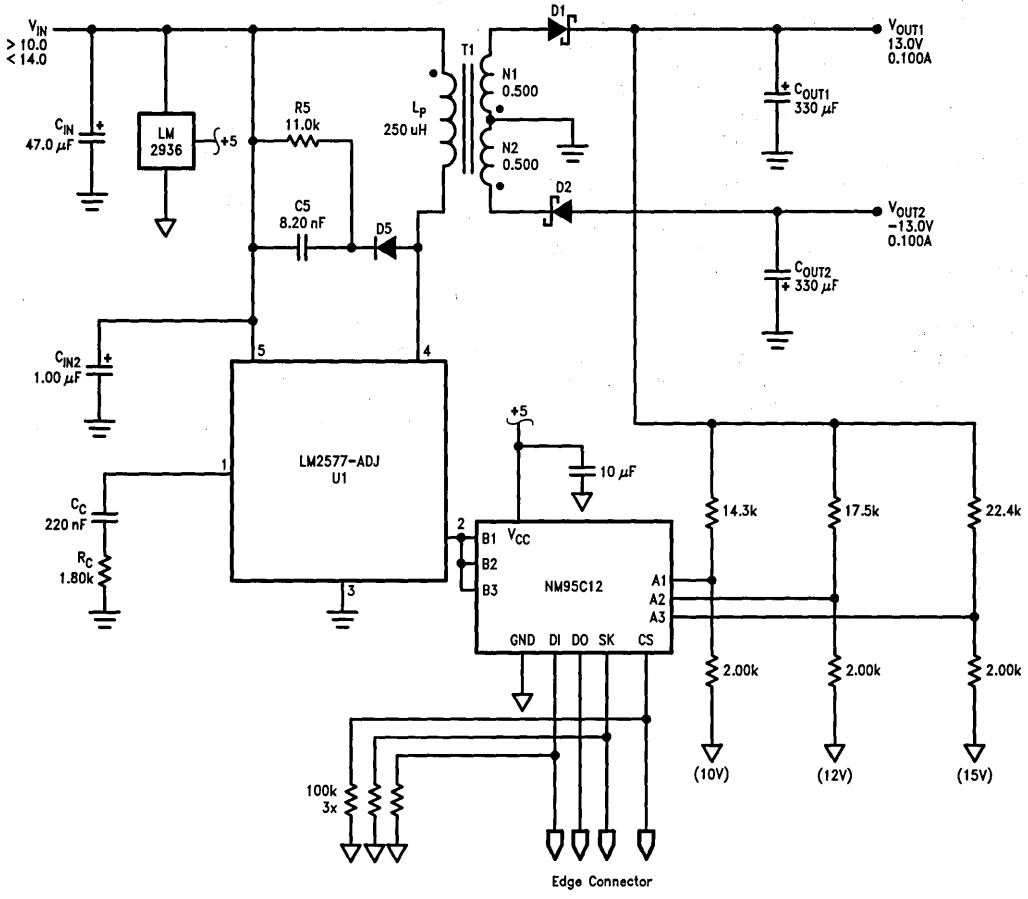 V_IN
> 10.0
< 14.0
D1
V_OUT1
13.0V
0.100A
T1
C_IN
47.0 µF
+
LM
2936
+5
R5
11.0k
L_P
250 uH
N1
0.500
N2
0.500
+
C_OUT1
330 µF
C5
8.20 nF
D5
D2
V_OUT2
-13.0V
0.100A
C_OUT2
+ 330 µF
C_IN2
1.00 µF
+
5
4
+5
10 µF
1
LM2577-ADJ
U1
14.3k
17.5k
22.4k
C_C
220 nF
R_C
1.80k
2
3
B1
B2
B3
V_CC
NM95C12
A1
A2
A3
GND
DI
DO
SK
CS
2.00k
2.00k
2.00k
(10V)
(12V)
(15V)
100k
3x
Edge Connector